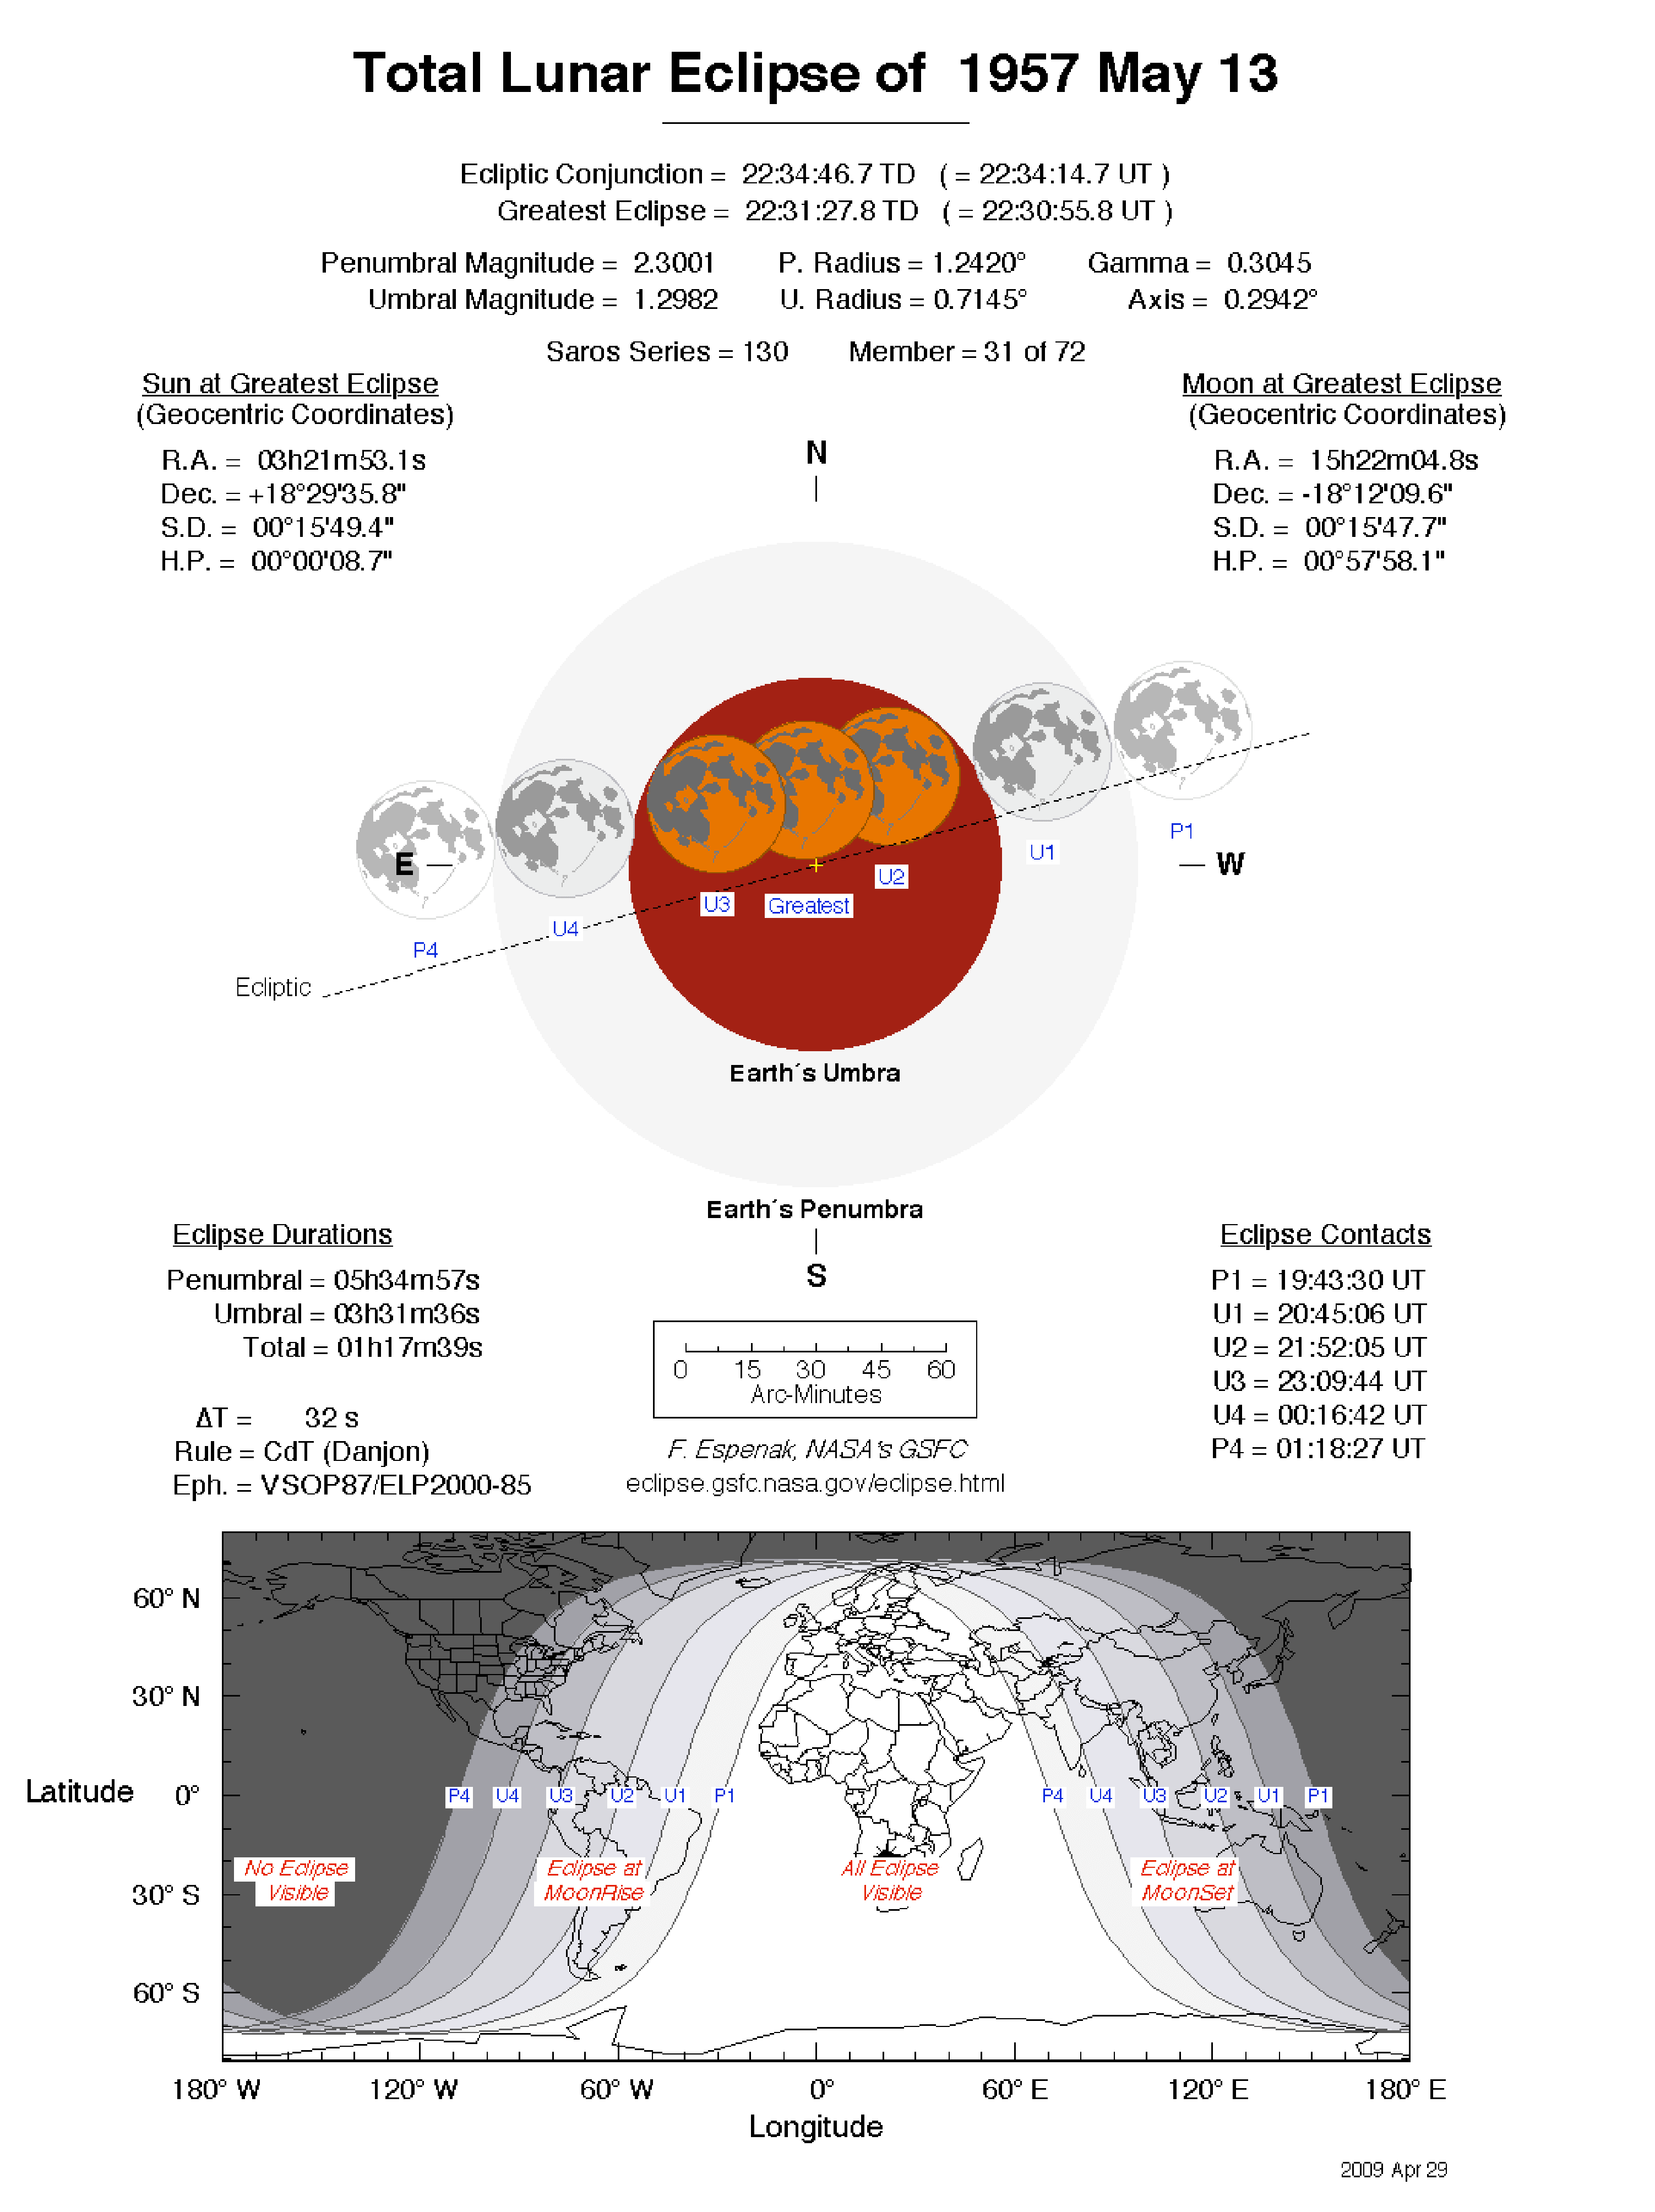 Total Lunar Eclipse of 1957 May 13
Ecliptic Conjunction = 22:34:46.7 TD ( = 22:34:14.7 UT )
Greatest Eclipse = 22:31:27.8 TD ( = 22:30:55.8 UT )
Penumbral Magnitude = 2.3001 P. Radius = 1.2420° Gamma = 0.3045
Umbral Magnitude = 1.2982 U. Radius = 0.7145° Axis = 0.2942°
Saros Series = 130 Member = 31 of 72
Sun at Greatest Eclipse
(Geocentric Coordinates)
R.A. = 03h21m53.1s
Dec. = +18°29'35.8"
S.D. = 00°15'49.4"
H.P. = 00°00'08.7"
Moon at Greatest Eclipse
(Geocentric Coordinates)
R.A. = 15h22m04.8s
Dec. = -18°12'09.6"
S.D. = 00°15'47.7"
H.P. = 00°57'58.1"
N
P1
U1
E
W
U2
U3
Greatest
U4
P4
Ecliptic
Earth´s Umbra
Earth´s Penumbra
S
Eclipse Durations
Penumbral = 05h34m57s
Umbral = 03h31m36s
Total = 01h17m39s
ΔT = 32 s
Rule = CdT (Danjon)
Eph. = VSOP87/ELP2000-85
0 15 30 45 60
Arc-Minutes
F. Espenak, NASA's GSFC
eclipse.gsfc.nasa.gov/eclipse.html
Eclipse Contacts
P1 = 19:43:30 UT
U1 = 20:45:06 UT
U2 = 21:52:05 UT
U3 = 23:09:44 UT
U4 = 00:16:42 UT
P4 = 01:18:27 UT
60° N
30° N
Latitude 0°
30° S
60° S
P4 U4 U3 U2 U1 P1 P4 U4 U3 U2 U1 P1
No Eclipse
Visible
Eclipse at
MoonRise
All Eclipse
Visible
Eclipse at
MoonSet
180° W 120° W 60° W 0° 60° E 120° E 180° E
Longitude
2009 Apr 29